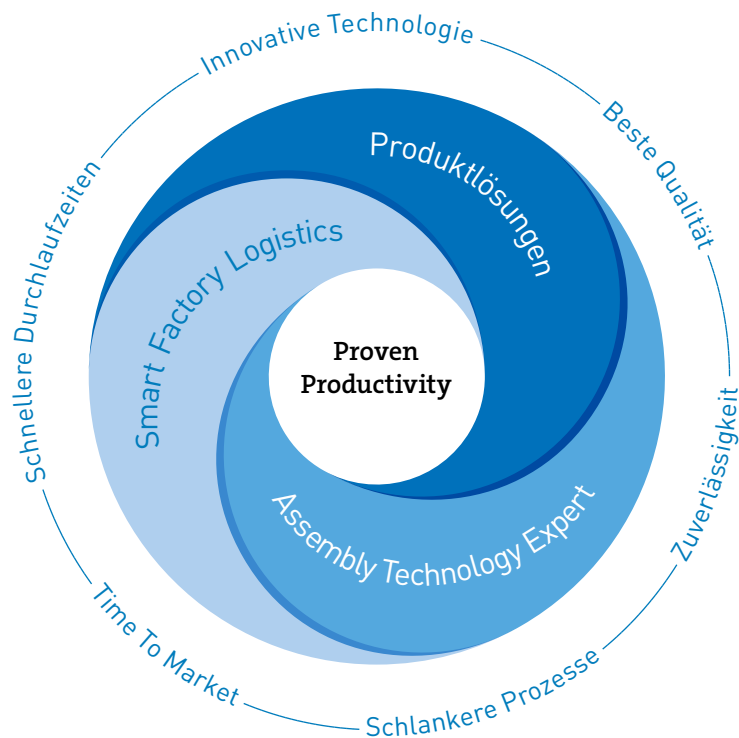 Innovative Technologie
Beste Qualität
Zuverlässigkeit
Schlankere Prozesse
Time To Market
Schnellere Durchlaufzeiten
Produktlösungen
Smart Factory Logistics
Assembly Technology Expert
Proven
Productivity